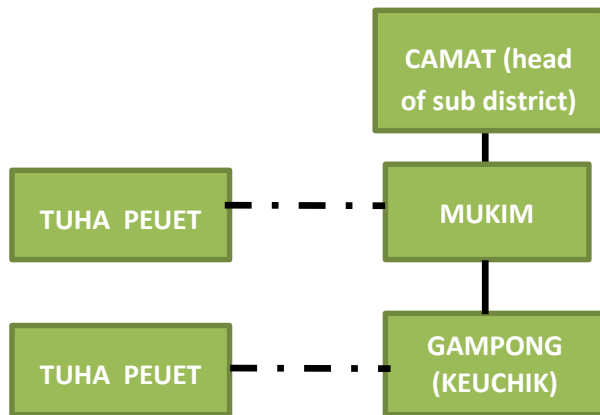 CAMAT (head
of sub district)
TUHA PEUET
MUKIM
TUHA PEUET
GAMPONG
(KEUCHIK)